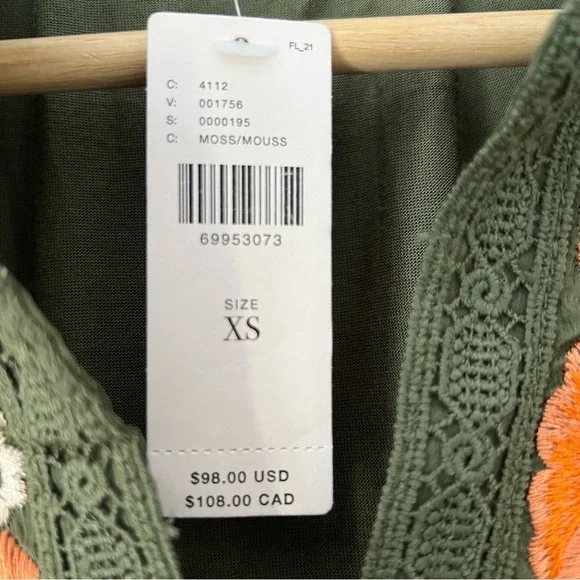 FL_21
C: 4112
V: 001756
S: 0000195
C: MOSS/MOUSS
69953073
SIZE
XS
$98.00 USD
$108.00 CAD